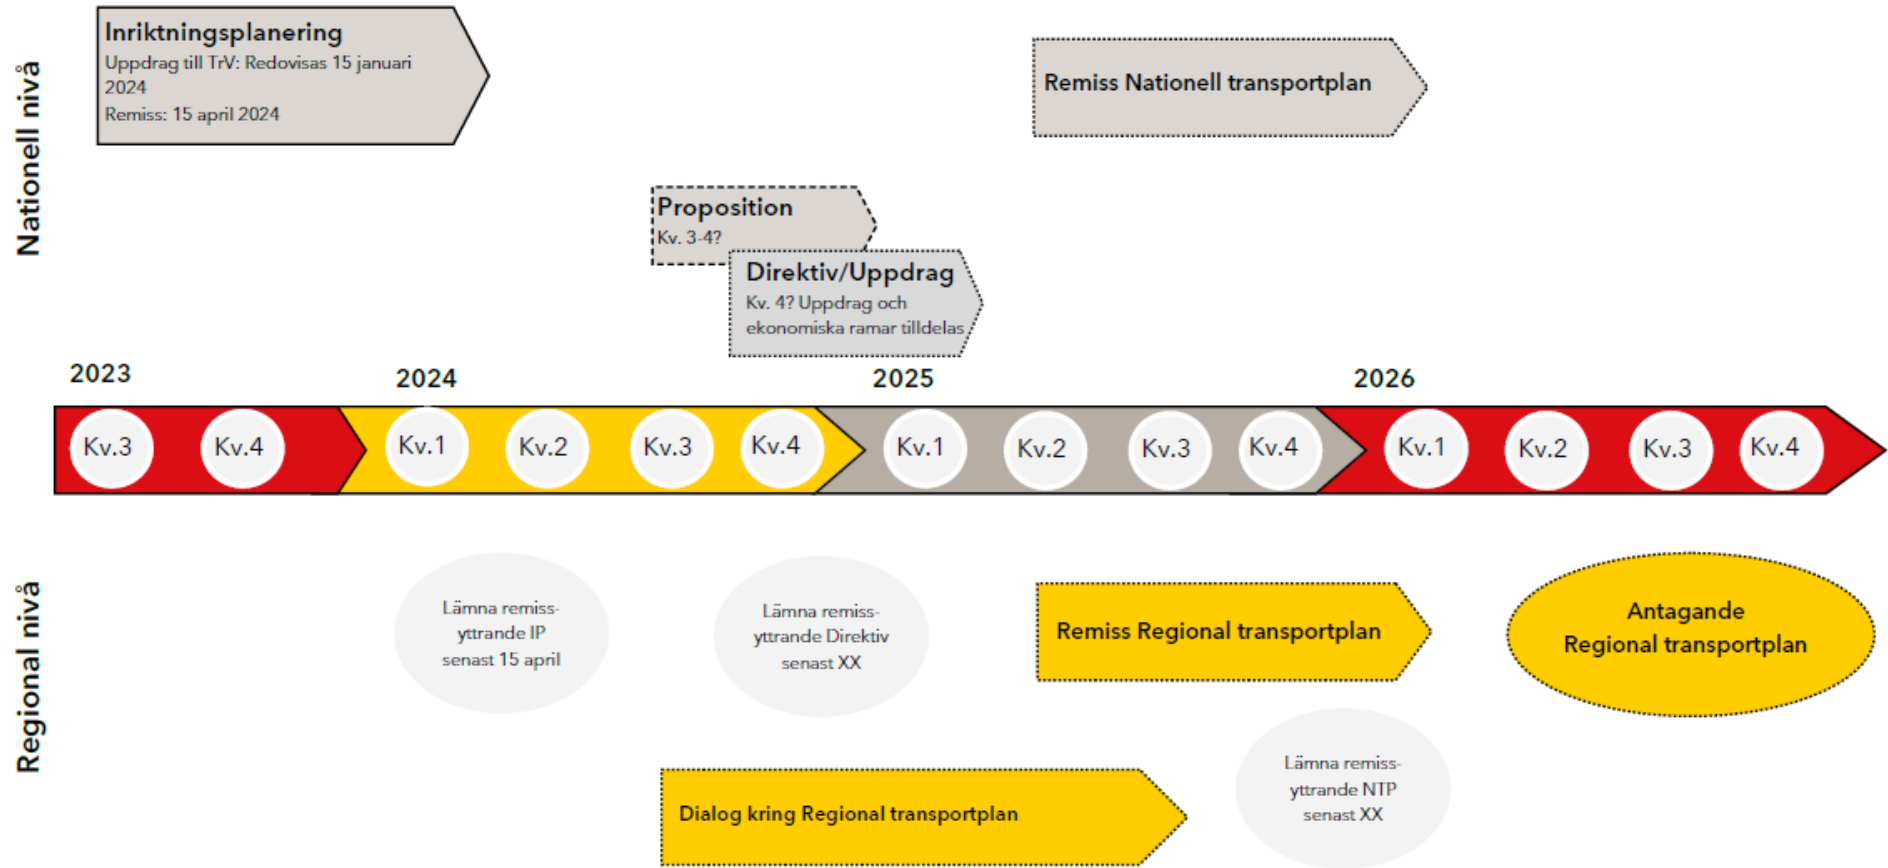 Nationell nivå
Inriktningsplanering
Uppdrag till TrV: Redovisas 15 januari
2024
Remiss: 15 april 2024
Remiss Nationell transportplan
Proposition
Kv. 3-4?
Direktiv/Uppdrag
Kv. 4? Uppdrag och
ekonomiska ramar tilldelas
2023
2024
2025
2026
Kv.3
Kv.4
Kv.1
Kv.2
Kv.3
Kv.4
Kv.1
Kv.2
Kv.3
Kv.4
Kv.1
Kv.2
Kv.3
Kv.4
Regional nivå
Lämna remiss-
yttrande IP
senast 15 april
Lämna remiss-
yttrande Direktiv
senast XX
Remiss Regional transportplan
Antagande
Regional transportplan
Dialog kring Regional transportplan
Lämna remiss-
yttrande NTP
senast XX